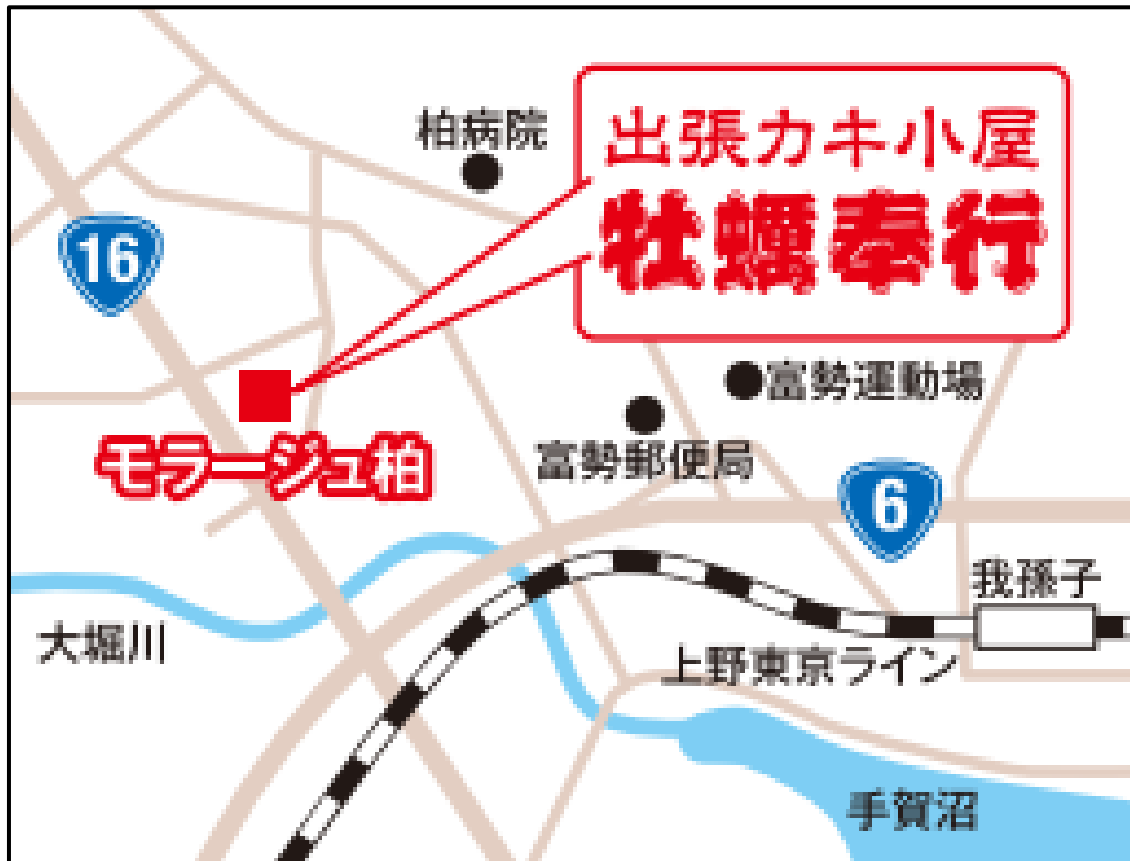 柏病院
出張カキ小屋
牡蠣奉行
16
富勢運動場
モラージュ柏
富勢郵便局
6
我孫子
大堀川
上野東京ライン
手賀沼